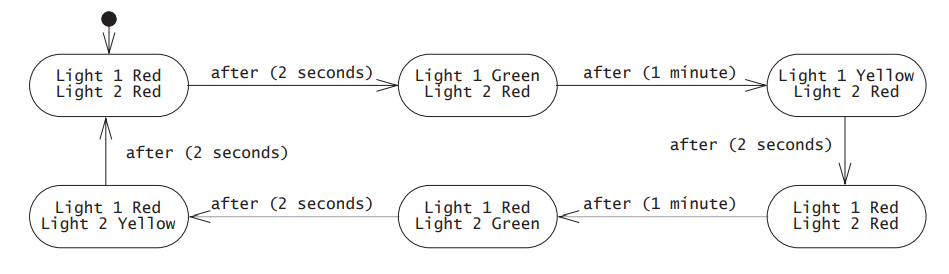 Light 1 Red
Light 2 Red
after (2 seconds)
Light 1 Green
Light 2 Red
after (1 minute)
Light 1 Yellow
Light 2 Red
after (2 seconds)
after (2 seconds)
Light 1 Red
Light 2 Yellow
after (2 seconds)
Light 1 Red
Light 2 Green
after (1 minute)
Light 1 Red
Light 2 Red